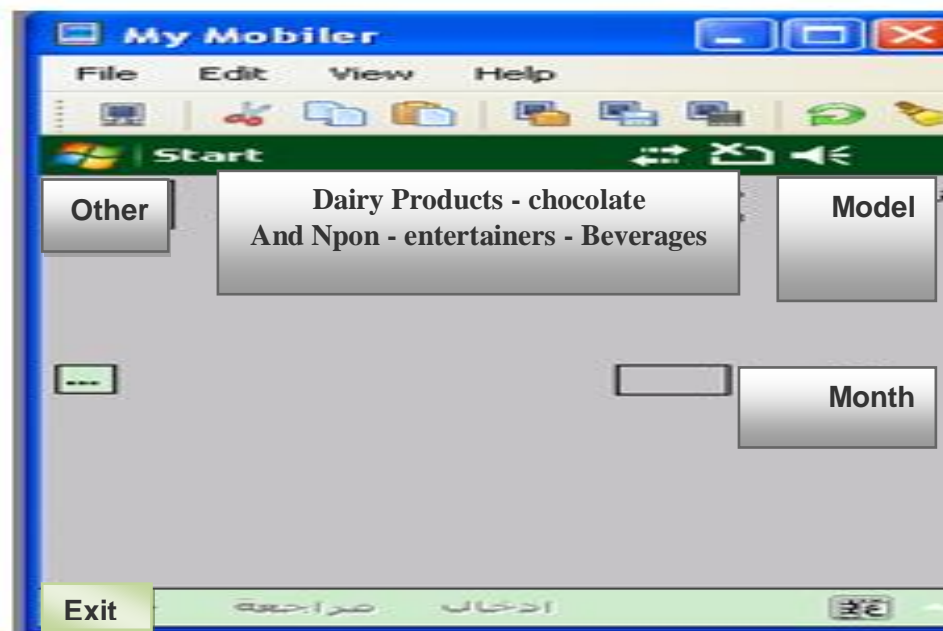 My Mobiler
File Edit View Help
Start
Other
Dairy Products - chocolate
And Npon - entertainers - Beverages
Model
---
Month
Exit
مراجعة ادخال